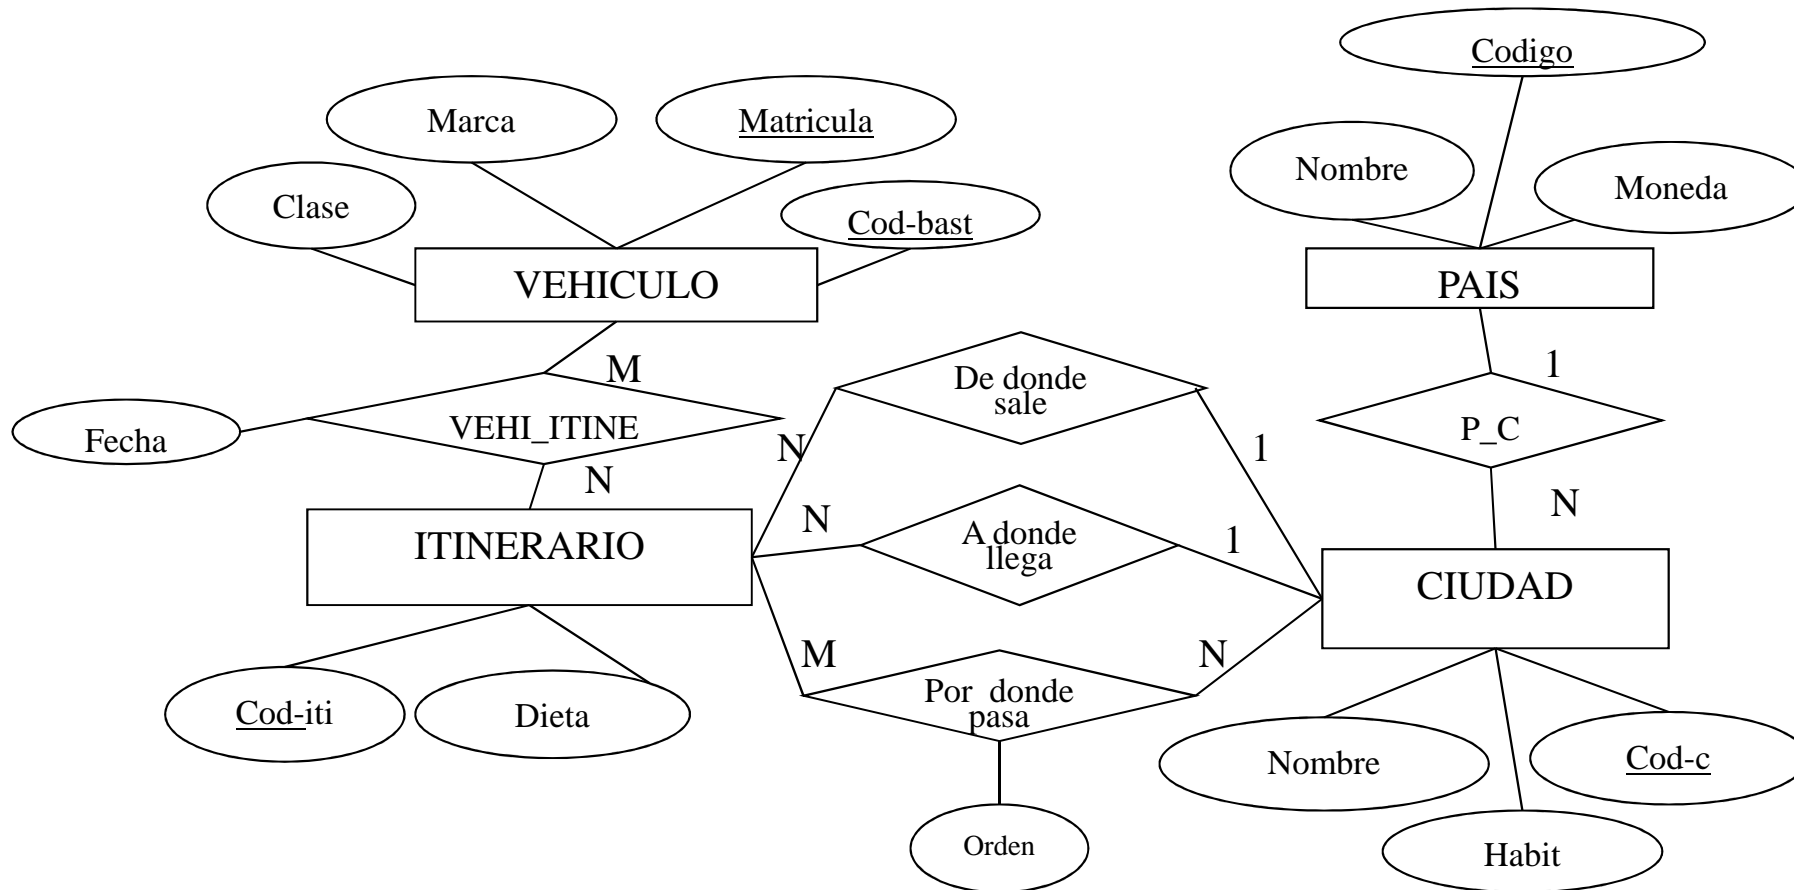 Codigo
Marca
Matricula
Nombre
Moneda
Clase
Cod-bast
VEHICULO
PAIS
M
De donde
sale
1
Fecha
VEHI_ITINE
P_C
N
1
N
N
N
ITINERARIO
A donde
llega
1
CIUDAD
M
N
Por donde
pasa
Cod-iti
Dieta
Nombre
Cod-c
Orden
Habit